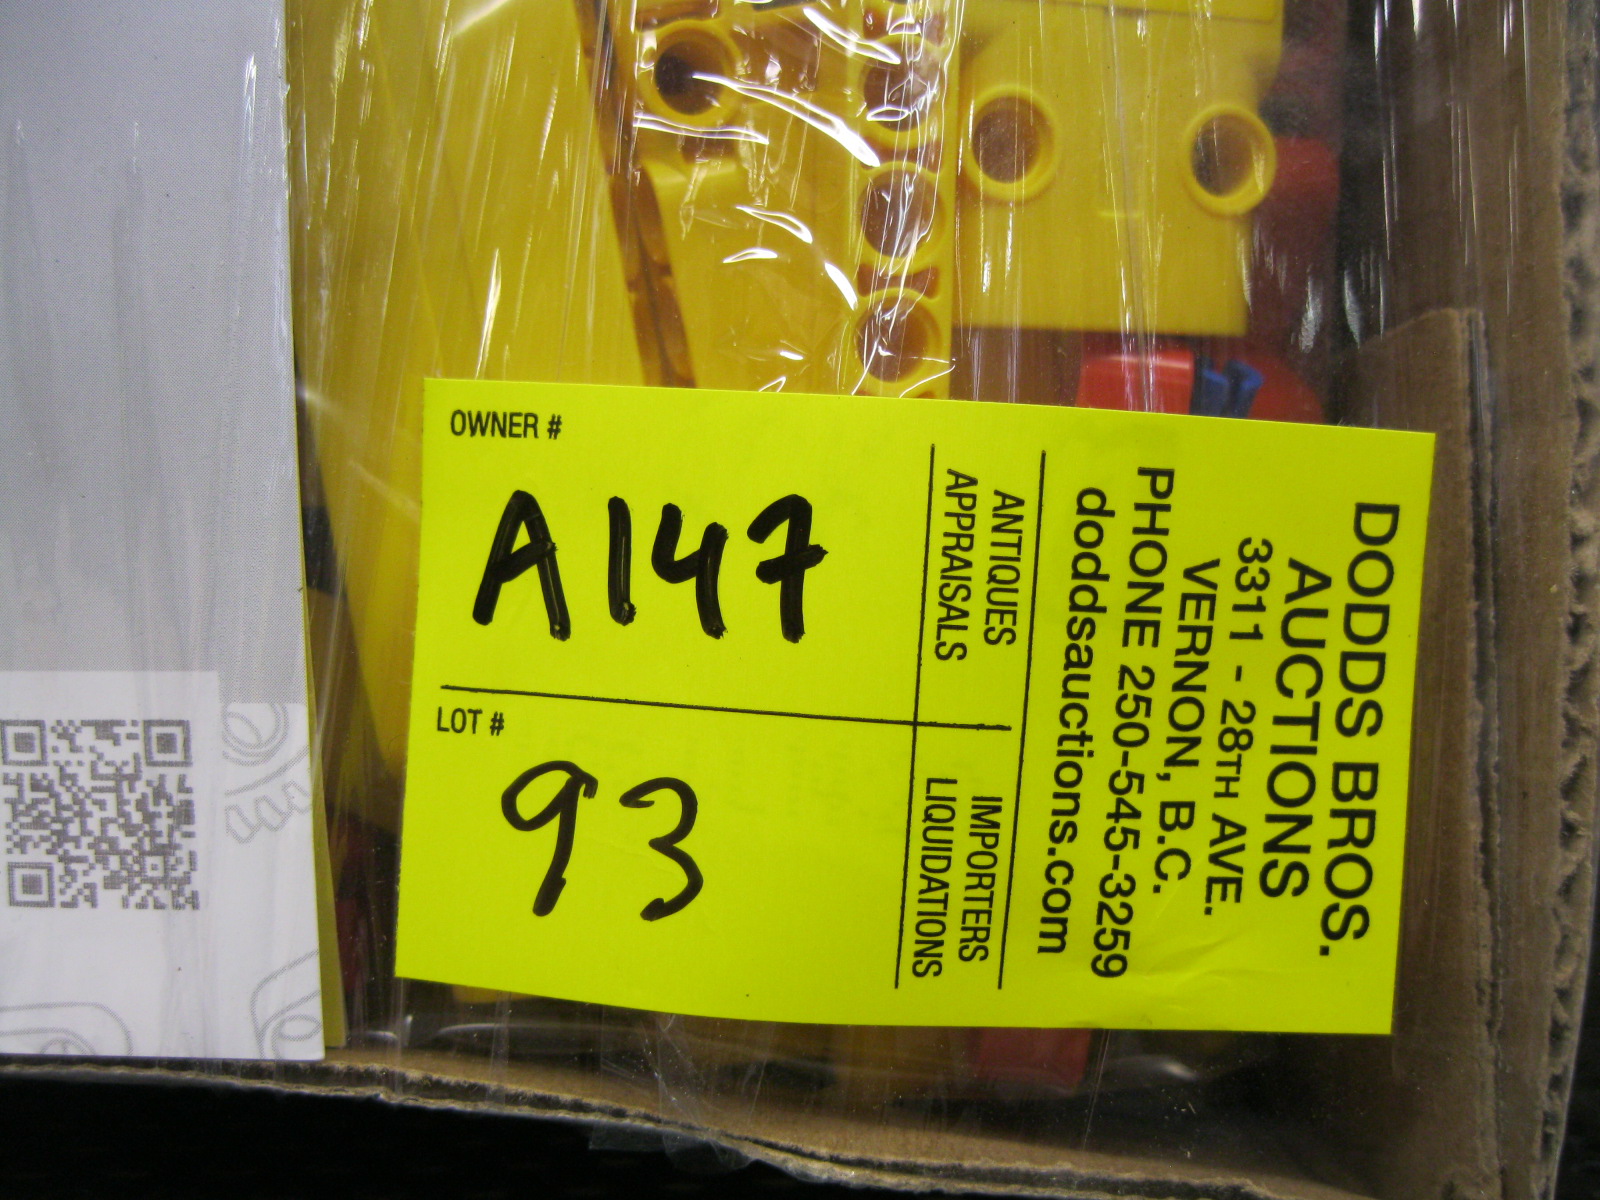 OWNER #
A147
LOT #
93
ANTIQUES
APPRAISALS
IMPORTERS
LIQUIDATIONS
DODDS BROS.
AUCTIONS
3311 - 28TH AVE.
VERNON, B.C.
PHONE 250-545-3259
doddsauctions.com